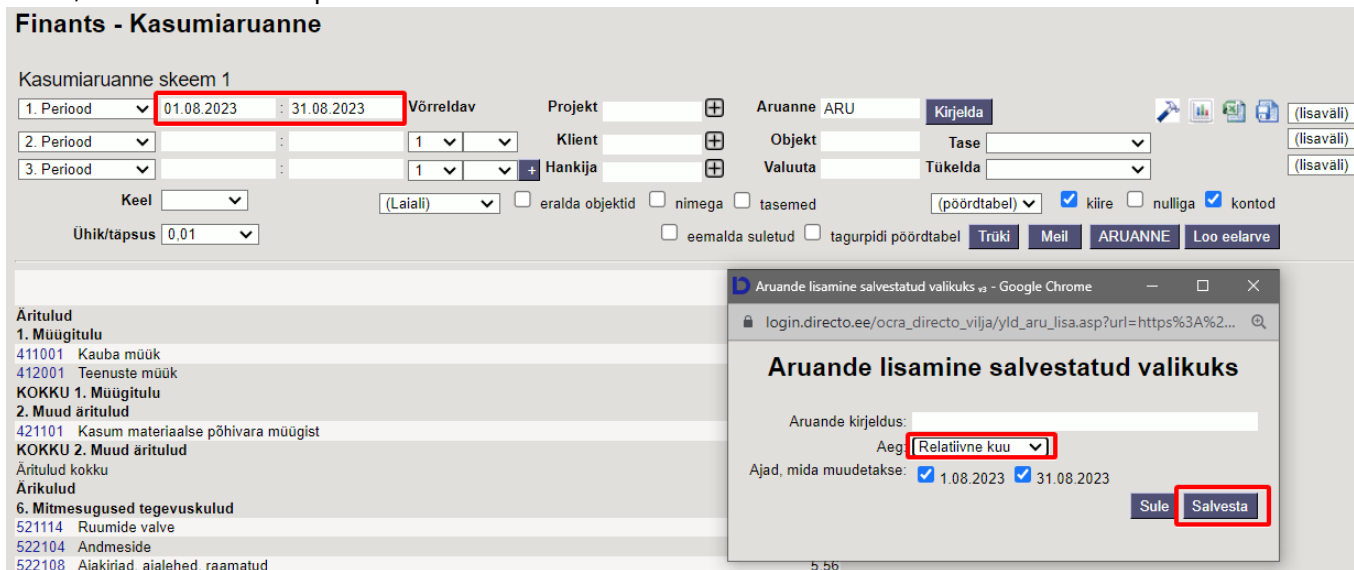 Finants - Kasumiaruanne
Kasumiaruanne skeem 1
1. Periood 01.08.2023 : 31.08.2023 Võrreldav Projekt Aruanne ARU Kirjelda (lisaväli)
2. Periood : 1 Klient Objekt Tase (lisaväli)
3. Periood : 1 + Hankija Valuuta Tükelda (lisaväli)
Keel (Laiali) eralda objektid nimega tasemed (pöördtabel) kiire nulliga kontod
Ühik/täpsus 0,01 eemalda suletud tagurpidi pöördtabel Trüki Meil ARUANNE Loo eelarve
Äritulud
1. Müügitulu
411001 Kauba müük
412001 Teenuste müük
KOKKU 1. Müügitulu
2. Muud äritulud
421101 Kasum materiaalse põhivara müügist
KOKKU 2. Muud äritulud
Äritulud kokku
Ärikulud
6. Mitmesugused tegevuskulud
521114 Ruumide valve
522104 Andmeside
522108 Ajakirjad, ajalehed, raamatud 5,56
Aruande lisamine salvestatud valikuks v3 - Google Chrome
login.directo.ee/ocra_directo_vilja/yld_aru_lisa.asp?url=https%3A%2...
Aruande lisamine salvestatud valikuks
Aruande kirjeldus:
Aeg: Relatiivne kuu
Ajad, mida muudetakse: 1.08.2023 31.08.2023
Sule Salvesta